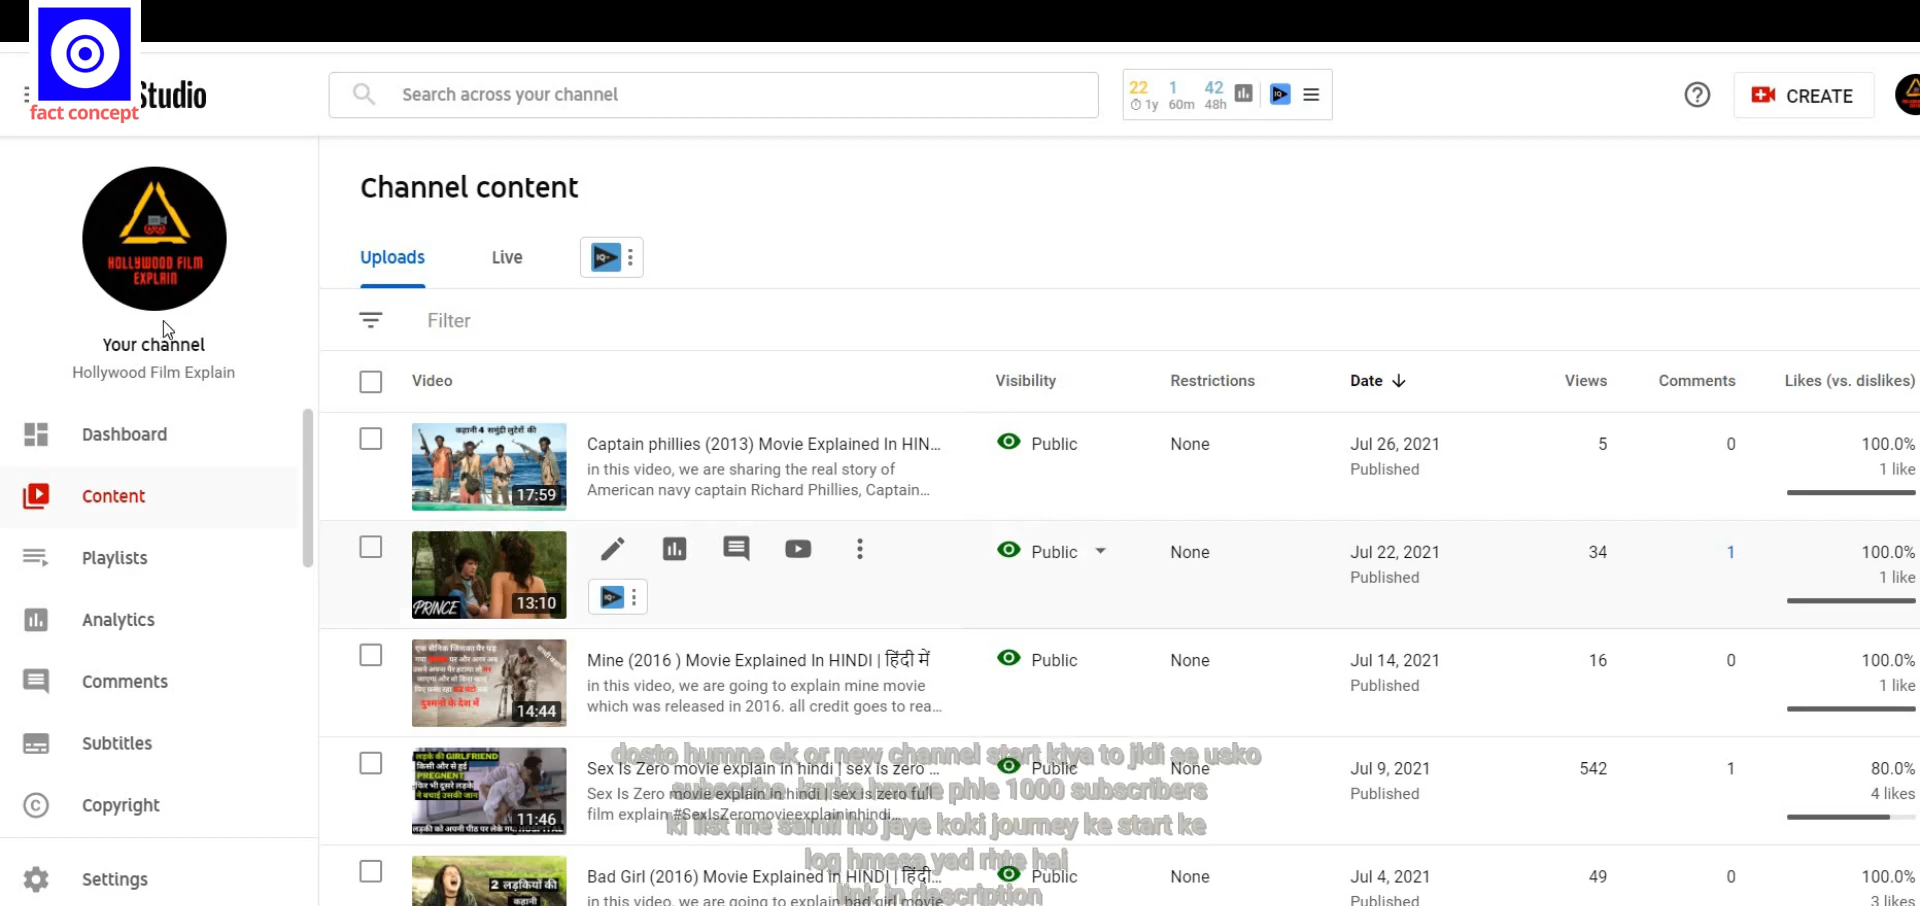 Studio
fact concept
Search across your channel
22 1 42
1y 60m 48h
CREATE
HOLLYWOOD FILM
EXPLAIN
Your channel
Hollywood Film Explain
Dashboard
Content
Playlists
Analytics
Comments
Subtitles
Copyright
Settings
Channel content
Uploads Live
Filter
Video Visibility Restrictions Date Views Comments Likes (vs. dislikes)
कहानी 4 समुंद्री लुटेरों की
17:59
Captain phillies (2013) Movie Explained In HIN...
in this video, we are sharing the real story of
American navy captain Richard Phillies, Captain...
Public None Jul 26, 2021 5 0 100.0%
Published 1 like
PRINCE
13:10
Public None Jul 22, 2021 34 1 100.0%
Published 1 like
दुश्मनो के देश में
14:44
Mine (2016 ) Movie Explained In HINDI | हिंदी में
in this video, we are going to explain mine movie
which was released in 2016. all credit goes to rea...
Public None Jul 14, 2021 16 0 100.0%
Published 1 like
लड़के की GIRLFRIEND
किसी और से हुई
PREGNENT
फिर भी दूसरे लड़के
ने बचाई उसकी जान
11:46
Sex Is Zero movie explain in hindi | sex is zero ...
Sex Is Zero movie explain in hindi | sex is zero full
film explain #SexIsZeromovieexplaininhindi...
Public None Jul 9, 2021 542 1 80.0%
Published 4 likes
2 लड़कियों की
कहानी
Bad Girl (2016) Movie Explained In HINDI | हिंदी...
in this video, we are going to explain bad girl movie
Public None Jul 4, 2021 49 0 100.0%
Published 3 likes
dosto humne ek or new channel start kiya to jldi se usko
subscribe karke hmare phle 1000 subscribers
ki list me samil ho jaye koki journey ke start ke
log hmesa yad rhte hai
link in description